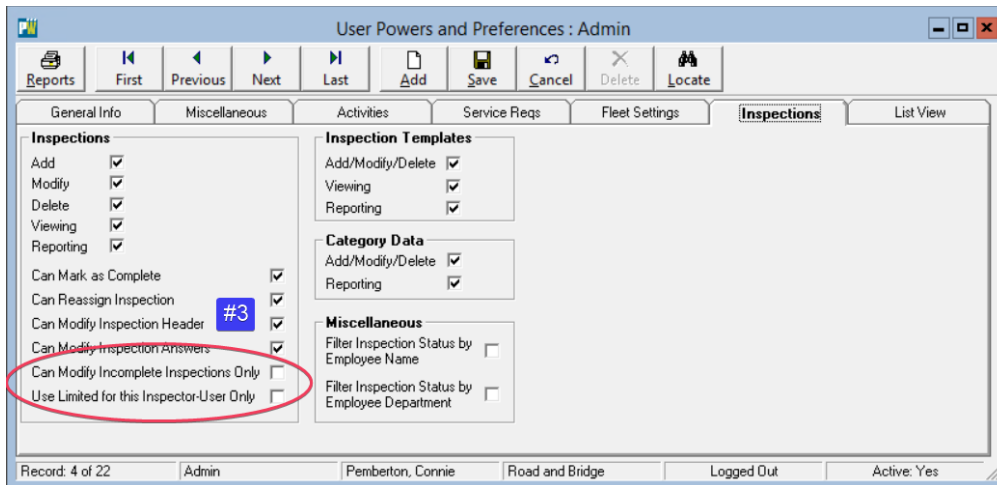 PW User Powers and Preferences : Admin
Reports First Previous Next Last Add Save Cancel Delete Locate
General Info Miscellaneous Activities Service Reqs Fleet Settings Inspections List View
Inspections
Add
Modify
Delete
Viewing
Reporting
Can Mark as Complete
Can Reassign Inspection
#3
Can Modify Inspection Header
Can Modify Inspection Answers
Can Modify Incomplete Inspections Only
Use Limited for this Inspector-User Only
Inspection Templates
Add/Modify/Delete
Viewing
Reporting
Category Data
Add/Modify/Delete
Reporting
Miscellaneous
Filter Inspection Status by
Employee Name
Filter Inspection Status by
Employee Department
Record: 4 of 22 Admin Pemberton, Connie Road and Bridge Logged Out Active: Yes